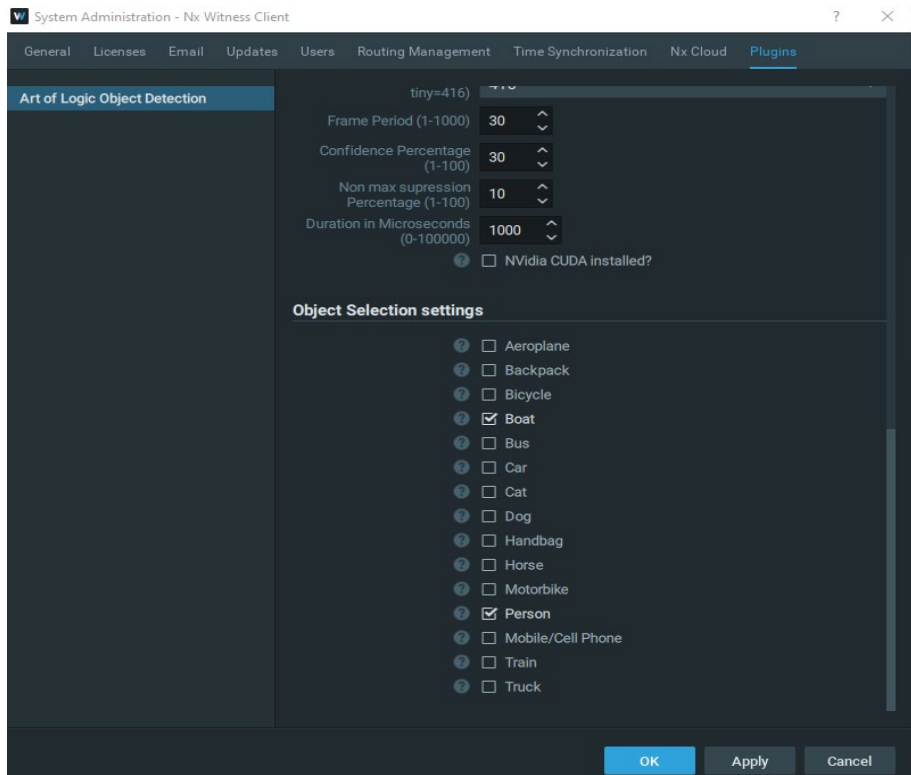 System Administration - Nx Witness Client
General Licenses Email Updates Users Routing Management Time Synchronization Nx Cloud Plugins
Art of Logic Object Detection
tiny=416)
Frame Period (1-1000) 30
Confidence Percentage
(1-100) 30
Non max supression
Percentage (1-100) 10
Duration in Microseconds
(0-100000) 1000
? NVidia CUDA installed?
Object Selection settings
? Aeroplane
? Backpack
? Bicycle
? Boat
? Bus
? Car
? Cat
? Dog
? Handbag
? Horse
? Motorbike
? Person
? Mobile/Cell Phone
? Train
? Truck
OK Apply Cancel